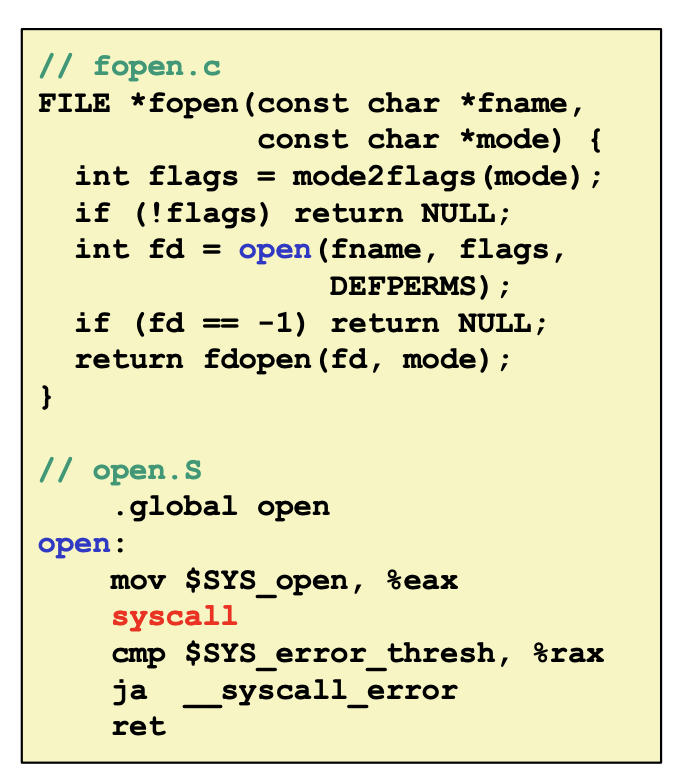 // fopen.c
FILE *fopen(const char *fname,
            const char *mode) {
  int flags = mode2flags(mode);
  if (!flags) return NULL;
  int fd = open(fname, flags,
                DEFPERMS);
  if (fd == -1) return NULL;
  return fdopen(fd, mode);
}

// open.S
    .global open
open:
    mov $SYS_open, %eax
    syscall
    cmp $SYS_error_thresh, %rax
    ja  __syscall_error
    ret